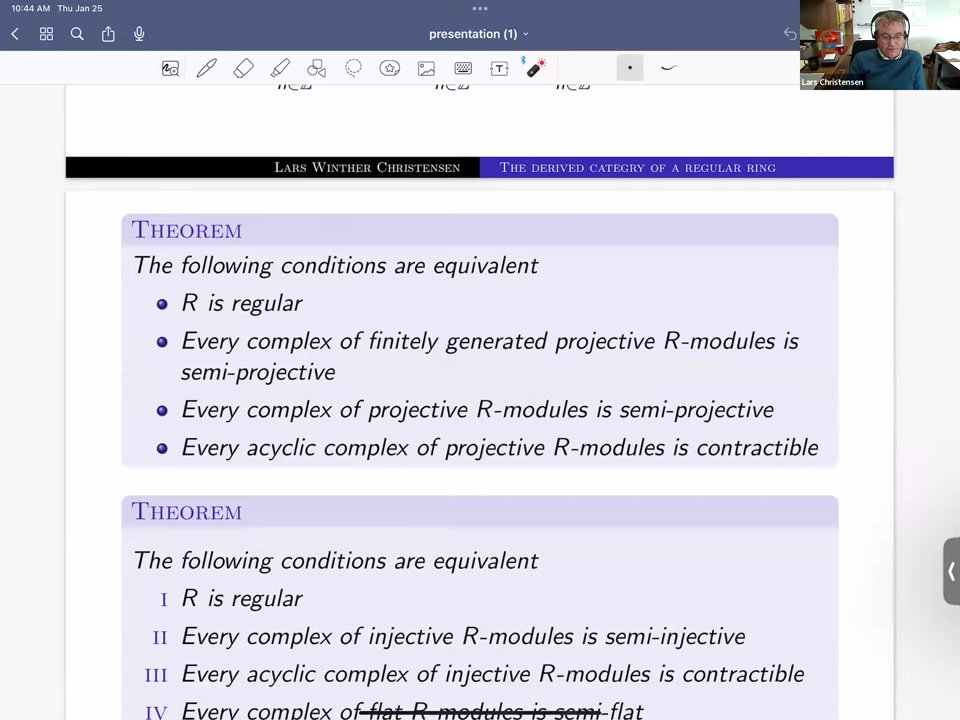 10:44 AM Thu Jan 25
presentation (1)
Lars Christensen
n∈ℤ n∈ℤ n∈ℤ
LARS WINTHER CHRISTENSEN THE DERIVED CATEGRY OF A REGULAR RING
THEOREM
The following conditions are equivalent
R is regular
Every complex of finitely generated projective R-modules is
semi-projective
Every complex of projective R-modules is semi-projective
Every acyclic complex of projective R-modules is contractible
THEOREM
The following conditions are equivalent
I R is regular
II Every complex of injective R-modules is semi-injective
III Every acyclic complex of injective R-modules is contractible
IV Every complex of flat R-modules is semi-flat